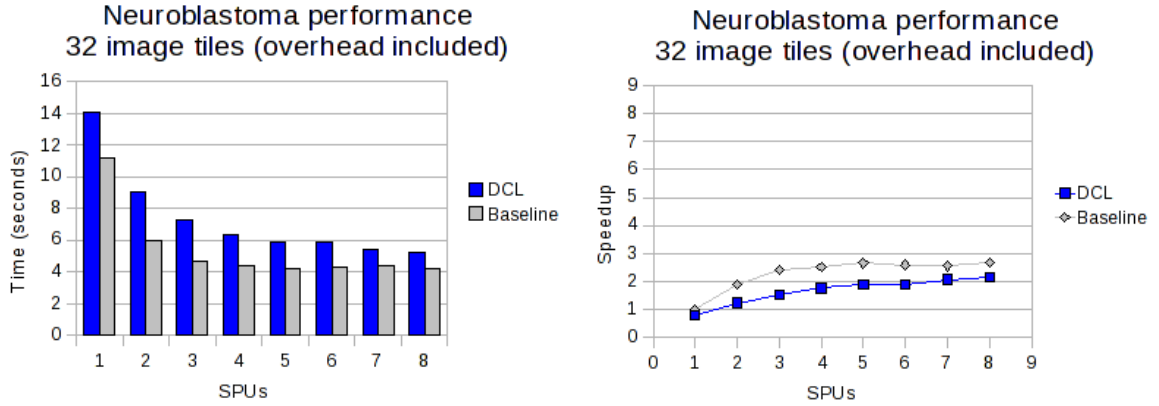 Neuroblastoma performance
32 image tiles (overhead included)
16
14
12
10
8
6
4
2
0
Time (seconds)
1 2 3 4 5 6 7 8
SPUs
DCL
Baseline
Neuroblastoma performance
32 image tiles (overhead included)
9
8
7
6
5
4
3
2
1
0
Speedup
0 1 2 3 4 5 6 7 8 9
SPUs
DCL
Baseline